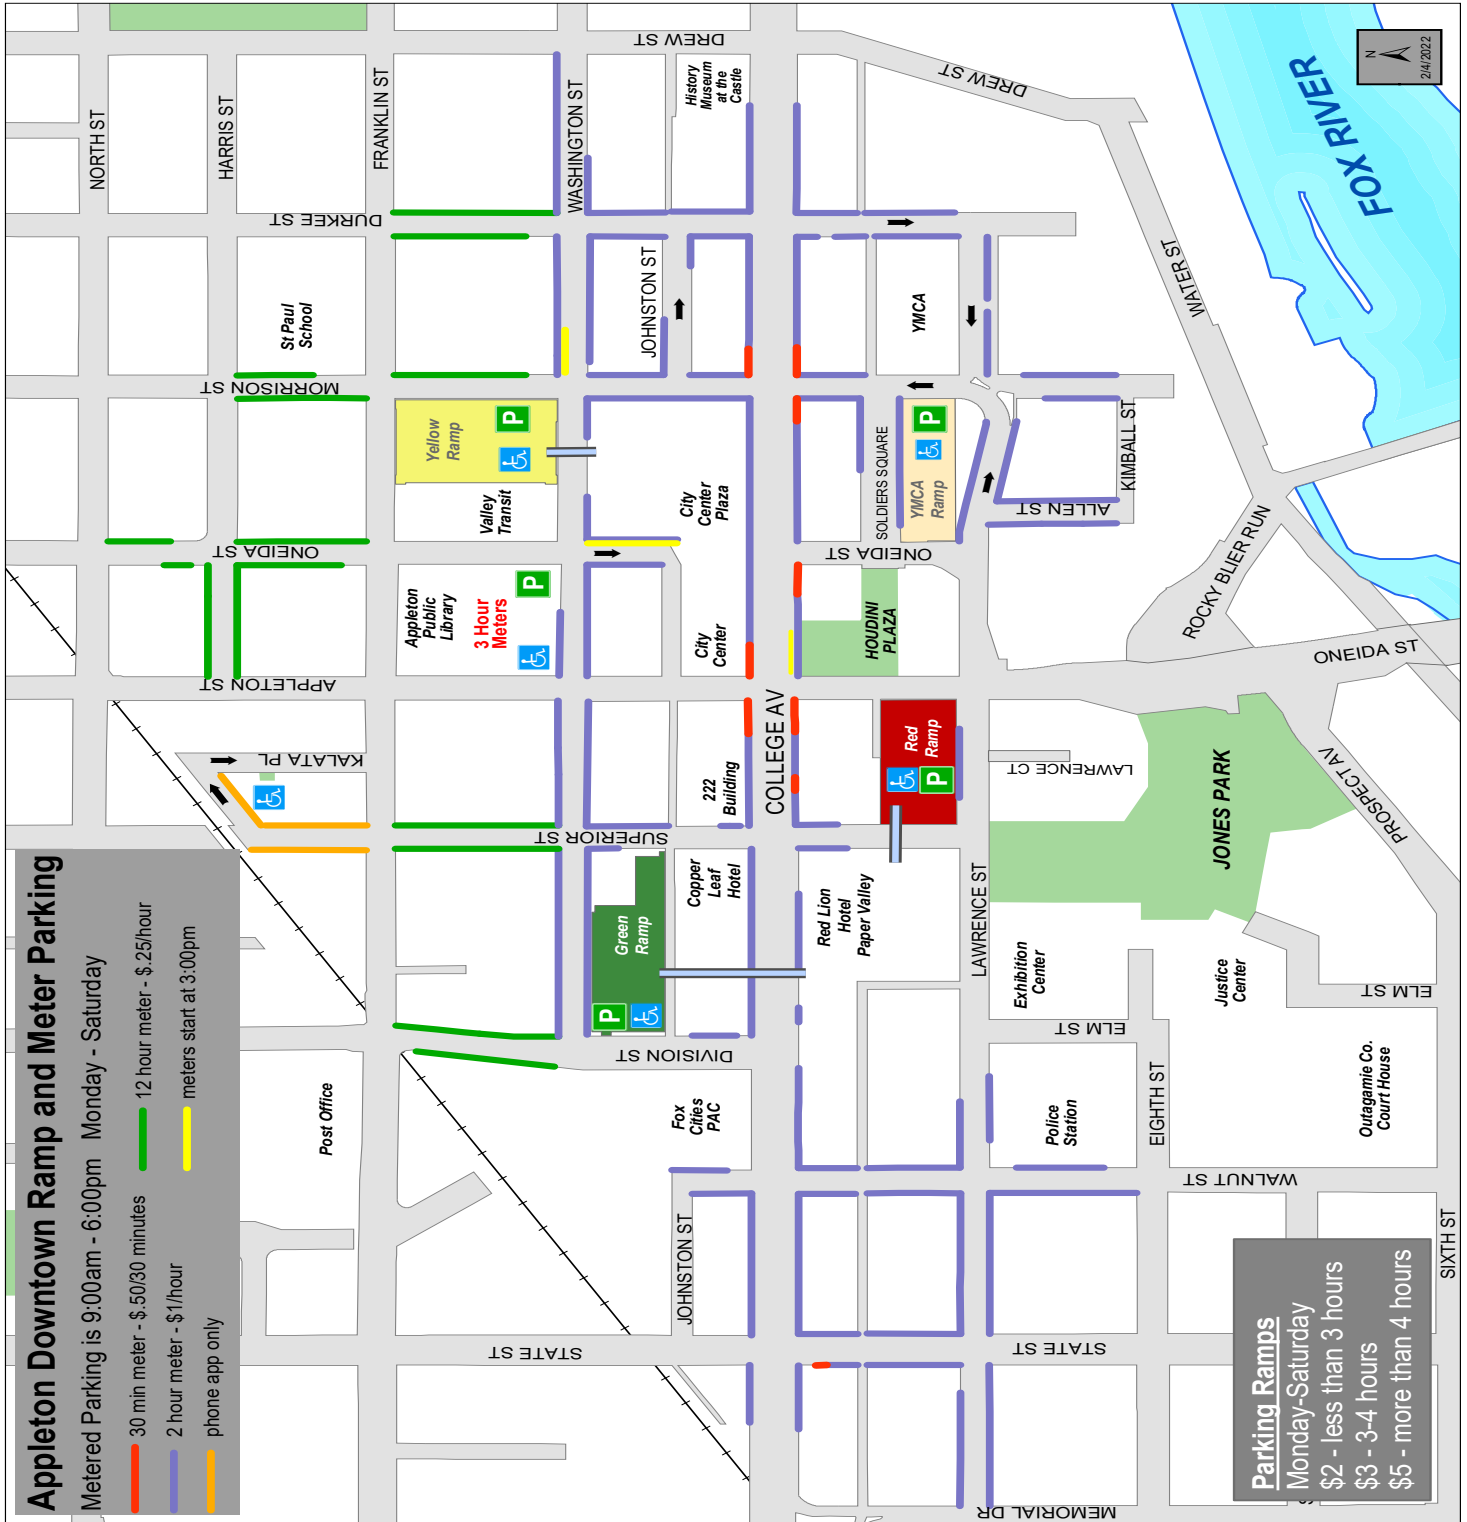 Appleton Downtown Ramp and Meter Parking
Metered Parking is 9:00am - 6:00pm Monday - Saturday
30 min meter - $.50/30 minutes
12 hour meter - $.25/hour
2 hour meter - $1/hour
meters start at 3:00pm
phone app only
NORTH ST
HARRIS ST
FRANKLIN ST
WASHINGTON ST
JOHNSTON ST
JOHNSTON ST
COLLEGE AV
SOLDIERS SQUARE
LAWRENCE ST
KIMBALL ST
EIGHTH ST
SIXTH ST
WATER ST
ROCKY BLIER RUN
PROSPECT AV
DREW ST
DREW ST
DURKEE ST
MORRISON ST
ONEIDA ST
ONEIDA ST
ONEIDA ST
ALLEN ST
APPLETON ST
KALATA PL
LAWRENCE CT
SUPERIOR ST
DIVISION ST
ELM ST
ELM ST
WALNUT ST
STATE ST
STATE ST
MEMORIAL DR
St Paul
School
History
Museum
at the
Castle
YMCA
Yellow
Ramp
P
Valley
Transit
City
Center
Plaza
YMCA
Ramp
P
Appleton
Public
Library
3 Hour
Meters
P
City
Center
HOUDINI
PLAZA
222
Building
Red
Ramp
P
Green
Ramp
P
Copper
Leaf
Hotel
Red Lion
Hotel
Paper Valley
Exhibition
Center
JONES PARK
Justice
Center
Post Office
Fox
Cities
PAC
Police
Station
Outagamie Co.
Court House
FOX RIVER
N
2/4/2022
Parking Ramps
Monday-Saturday
$2 - less than 3 hours
$3 - 3-4 hours
$5 - more than 4 hours